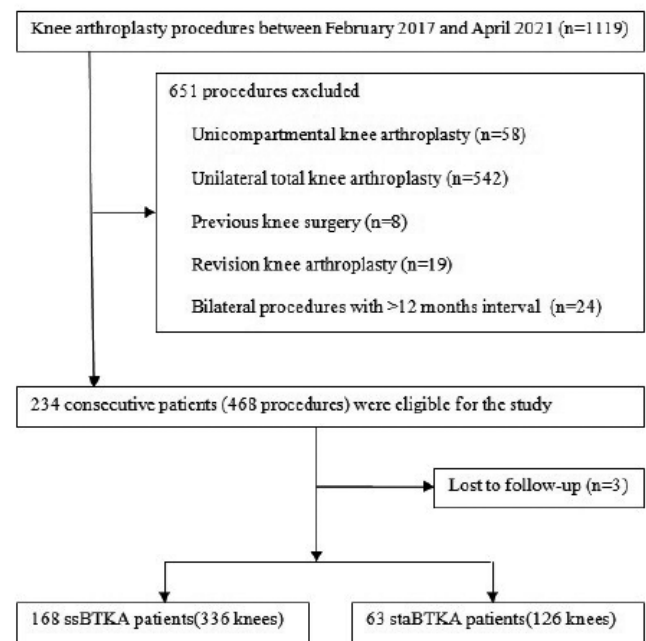 Knee arthroplasty procedures between February 2017 and April 2021 (n=1119)
651 procedures excluded
Unicompartmental knee arthroplasty (n=58)
Unilateral total knee arthroplasty (n=542)
Previous knee surgery (n=8)
Revision knee arthroplasty (n=19)
Bilateral procedures with >12 months interval (n=24)
234 consecutive patients (468 procedures) were eligible for the study
Lost to follow-up (n=3)
168 ssBTKA patients(336 knees)
63 staBTKA patients(126 knees)